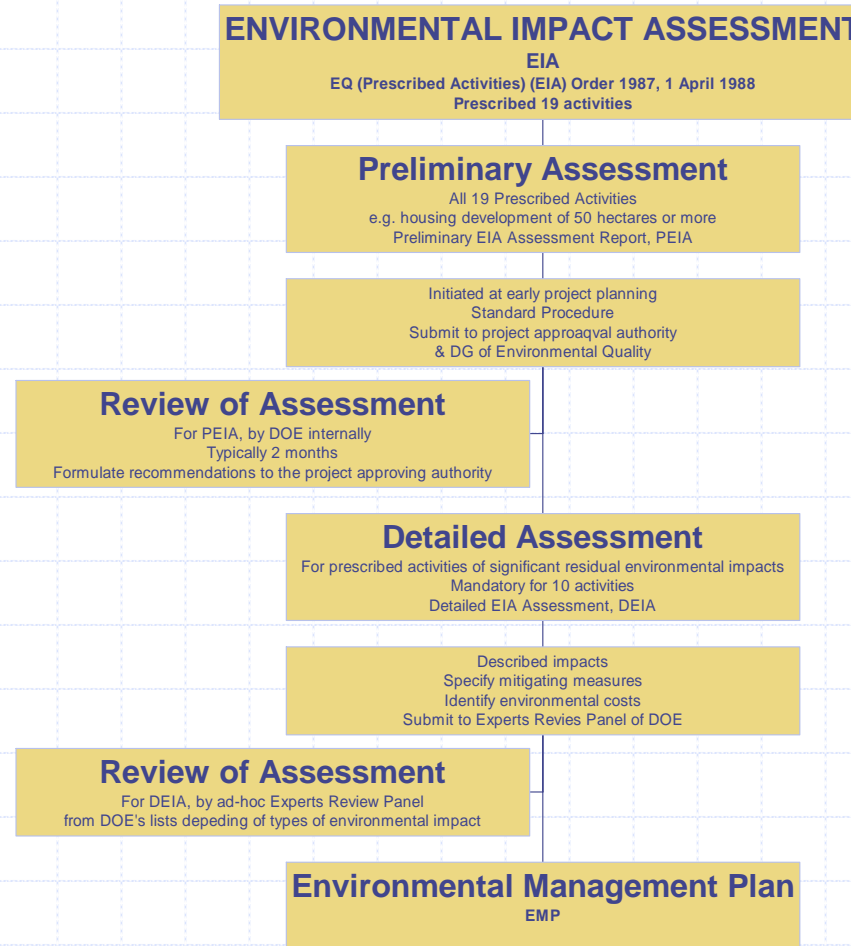 ENVIRONMENTAL IMPACT ASSESSMENT
EIA
EQ (Prescribed Activities) (EIA) Order 1987, 1 April 1988
Prescribed 19 activities
Preliminary Assessment
All 19 Prescribed Activities
e.g. housing development of 50 hectares or more
Preliminary EIA Assessment Report, PEIA
Initiated at early project planning
Standard Procedure
Submit to project approaqval authority
& DG of Environmental Quality
Review of Assessment
For PEIA, by DOE internally
Typically 2 months
Formulate recommendations to the project approving authority
Detailed Assessment
For prescribed activities of significant residual environmental impacts
Mandatory for 10 activities
Detailed EIA Assessment, DEIA
Described impacts
Specify mitigating measures
Identify environmental costs
Submit to Experts Revies Panel of DOE
Review of Assessment
For DEIA, by ad-hoc Experts Review Panel
from DOE's lists depeding of types of environmental impact
Environmental Management Plan
EMP